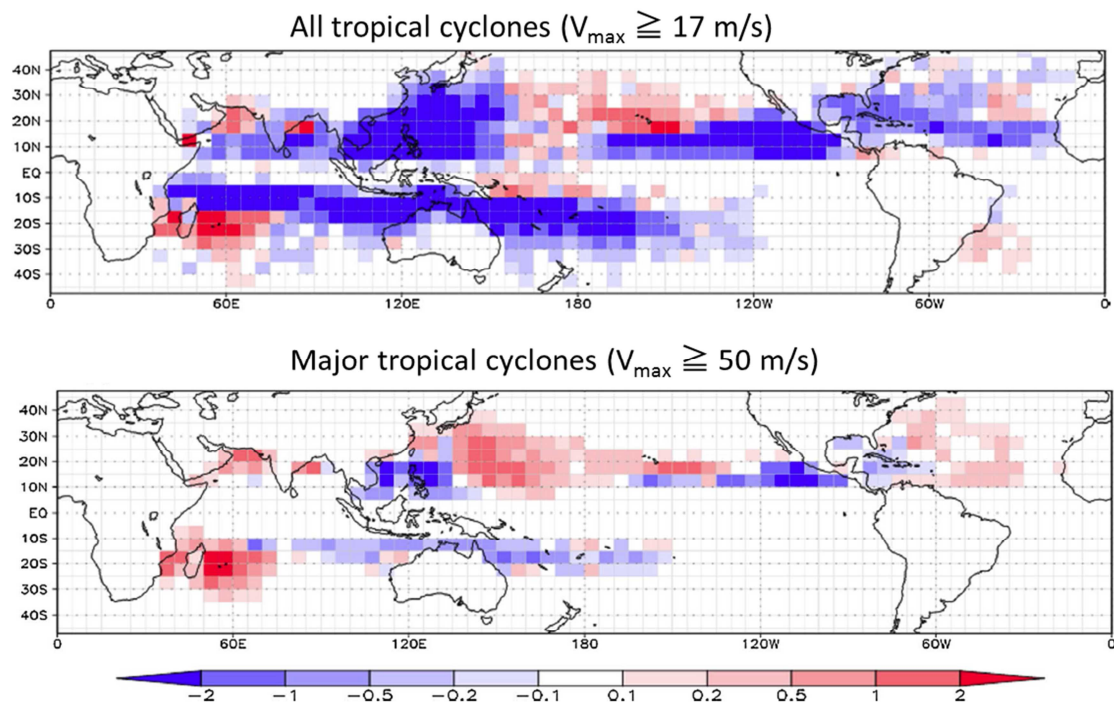 All tropical cyclones (Vmax ≧ 17 m/s)
40N
30N
20N
10N
EQ
10S
20S
30S
40S
0 60E 120E 180 120W 60W 0
Major tropical cyclones (Vmax ≧ 50 m/s)
40N
30N
20N
10N
EQ
10S
20S
30S
40S
0 60E 120E 180 120W 60W 0
-2 -1 -0.5 -0.2 -0.1 0.1 0.2 0.5 1 2